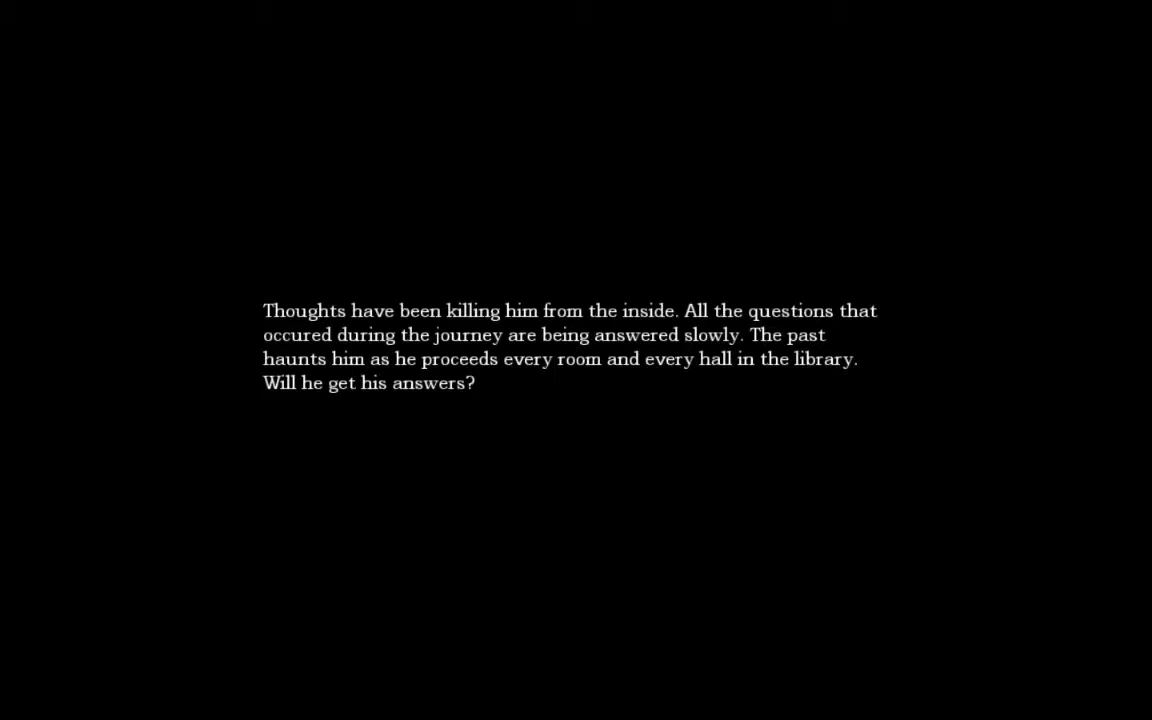 Thoughts have been killing him from the inside. All the questions that
occured during the journey are being answered slowly. The past
haunts him as he proceeds every room and every hall in the library.
Will he get his answers?